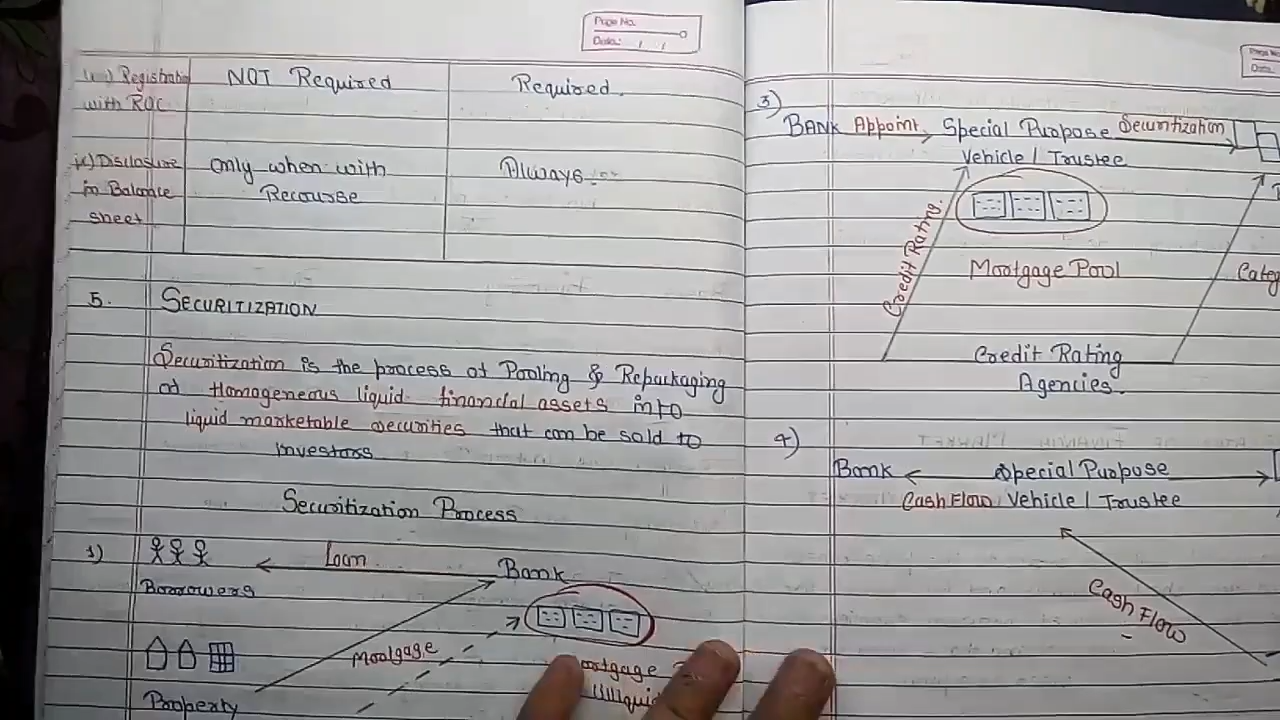 Page No.
Date: / /
with ROC
NOT Required
Required.
Disclosure
in Balance
sheet
Only when with
Recourse
Always
5. SECURITIZATION
Securitization is the process of Pooling & Repackaging
of Homogeneous liquid financial assets into
liquid marketable securities that can be sold to
investors
Securitization Process
1)
Loan
Bank
Borrowers
Mortgage
Property
3)
BANK Appoint Special Purpose Securitization
Vehicle / Trustee
Credit Rating
Mortgage Pool
Credit Rating
Agencies.
4)
Bank Special Purpose
Cash Flow Vehicle / Trustee
Cash Flow